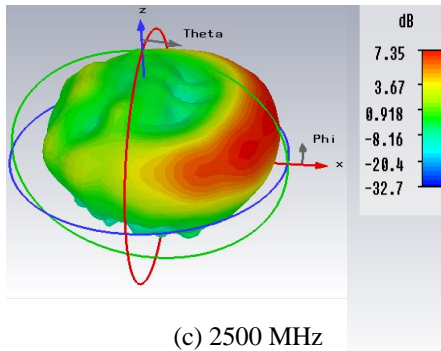 z
Theta
Phi
x
dB
7.35
3.67
0.918
-8.16
-20.4
-32.7
(c) 2500 MHz